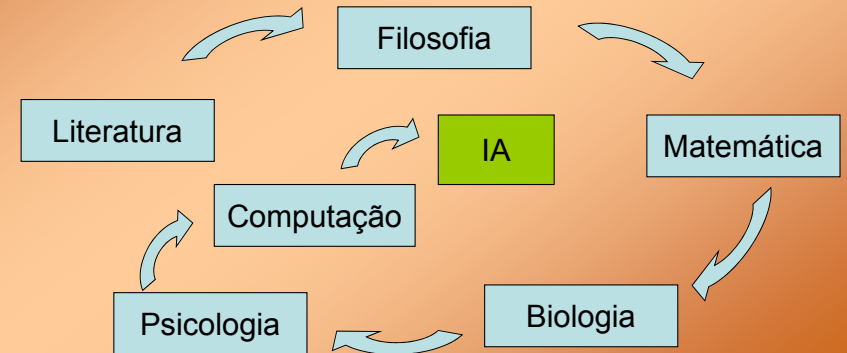 Filosofia
Literatura
IA
Matemática
Computação
Psicologia
Biologia